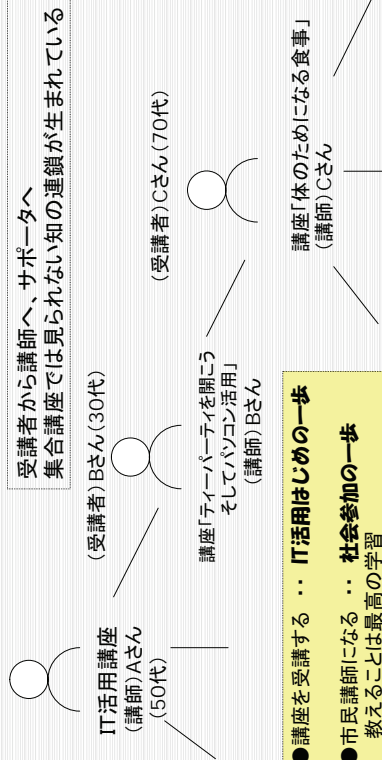 受講者から講師へ、サポータへ
集合講座では見られない知の連鎖が生まれている
IT活用講座
(講師)Aさん
(50代)
(受講者)Bさん(30代)
講座「ティーパーティを開こう
そしてパソコン活用」
(講師)Bさん
(受講者)Cさん(70代)
講座「体のためになる食事」
(講師)Cさん
●講座を受講する ・・ IT活用はじめの一歩
●市民講師になる ・・ 社会参加の一歩
教えることは最高の学習